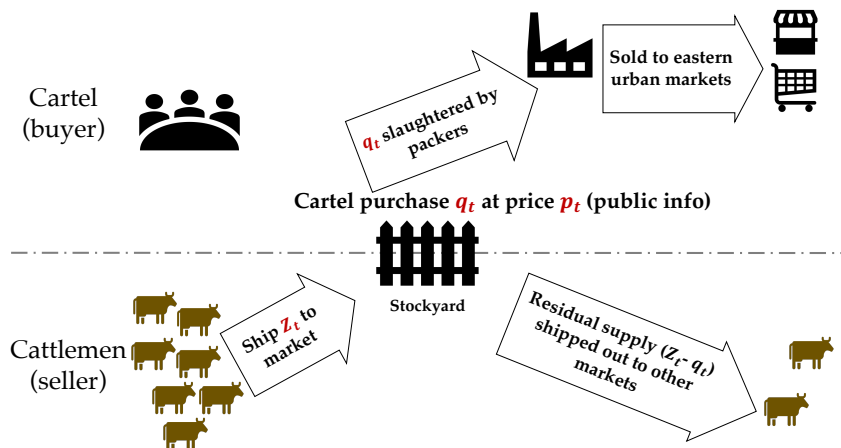 Sold to eastern
urban markets
Cartel
(buyer)
q_t slaughtered by
packers
Cartel purchase q_t at price p_t (public info)
Stockyard
Ship Z_t to
market
Residual supply (Z_t- q_t)
shipped out to other
markets
Cattlemen
(seller)